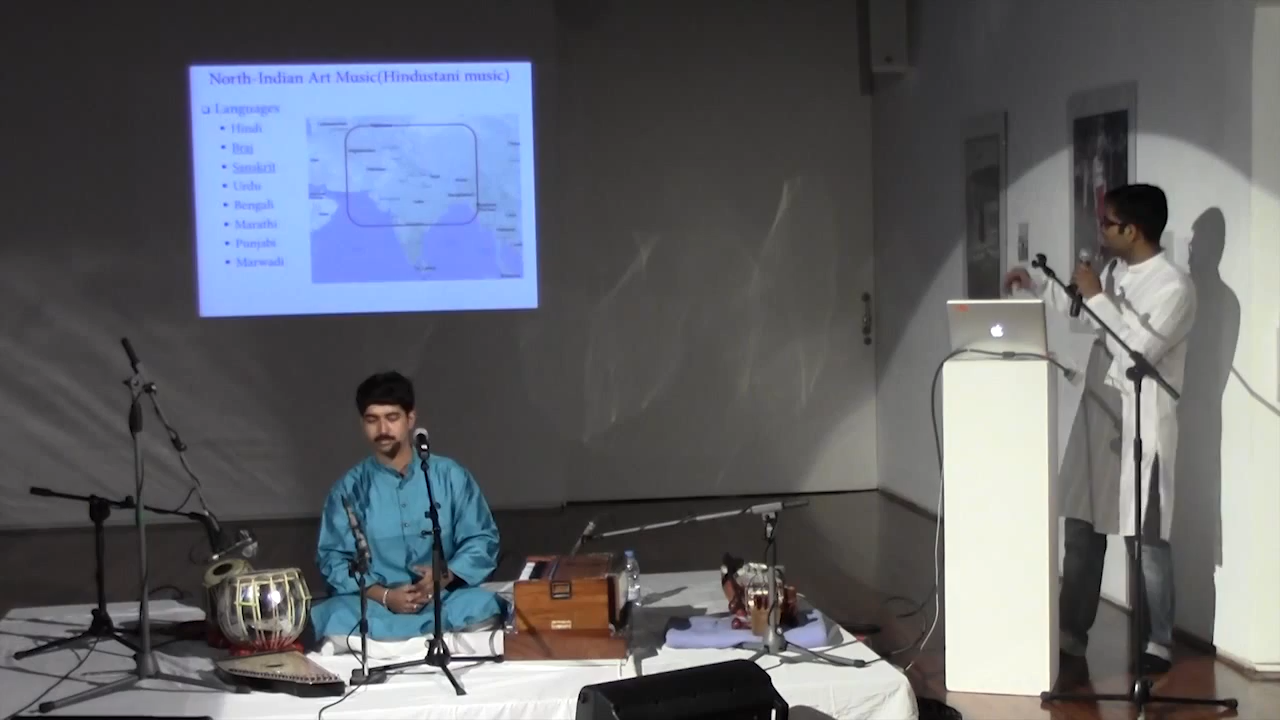 North-Indian Art Music(Hindustani music)
Languages
Hindi
Braj
Sanskrit
Urdu
Bengali
Marathi
Punjabi
Marwadi